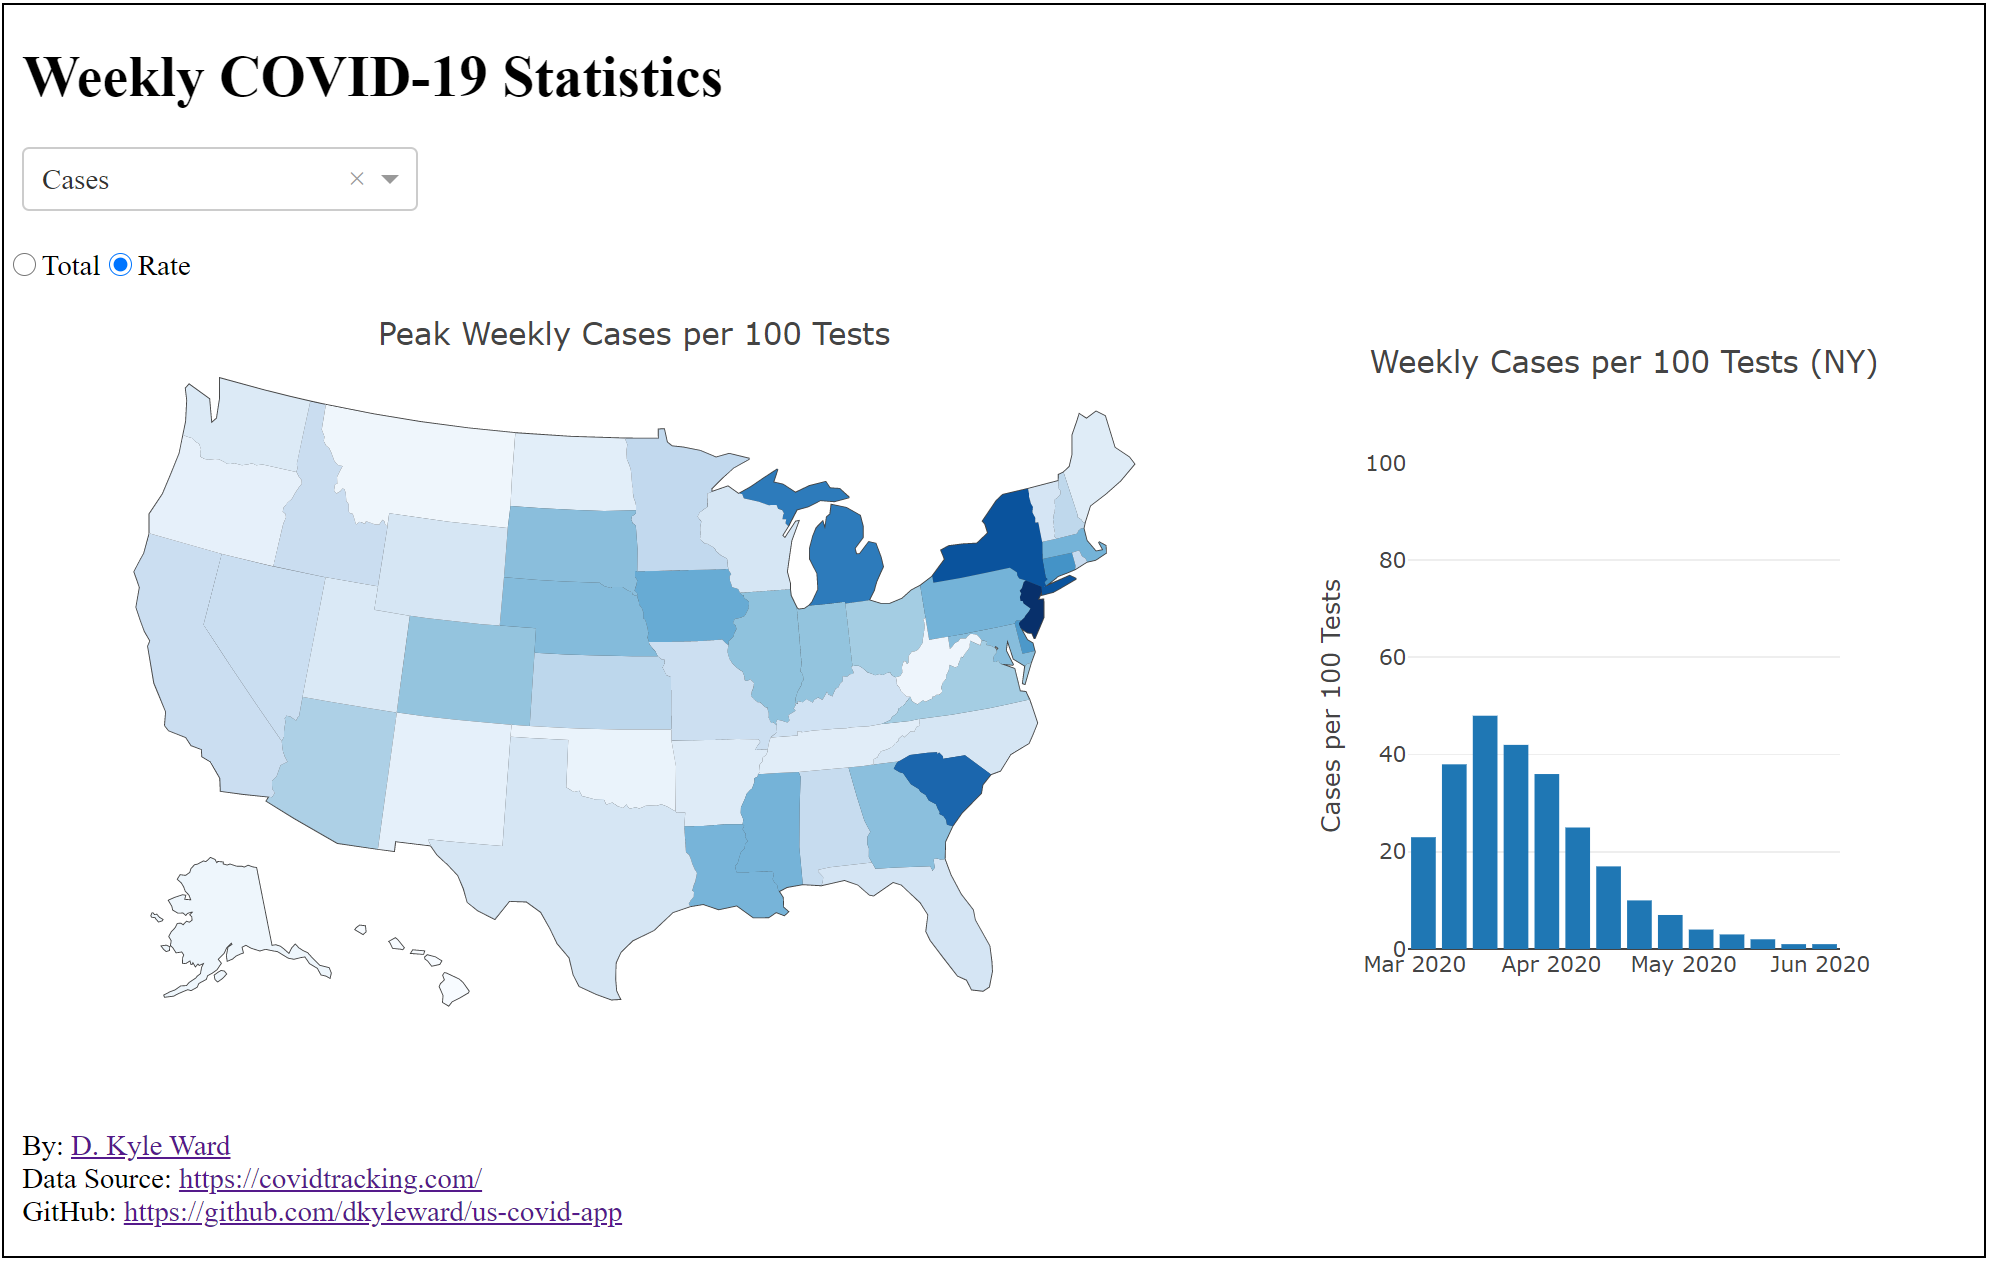 Weekly COVID-19 Statistics
Cases
Total Rate
Peak Weekly Cases per 100 Tests
Weekly Cases per 100 Tests (NY)
Cases per 100 Tests
100
80
60
40
20
0
Mar 2020 Apr 2020 May 2020 Jun 2020
By: D. Kyle Ward
Data Source: https://covidtracking.com/
GitHub: https://github.com/dkyleward/us-covid-app